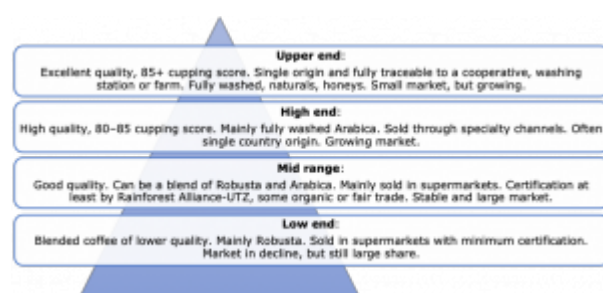 Upper end:
Excellent quality, 85+ cupping score. Single origin and fully traceable to a cooperative, washing
station or farm. Fully washed, naturals, honeys. Small market, but growing.
High end:
High quality, 80–85 cupping score. Mainly fully washed Arabica. Sold through specialty channels. Often
single country origin. Growing market.
Mid range:
Good quality. Can be a blend of Robusta and Arabica. Mainly sold in supermarkets. Certification at
least by Rainforest Alliance-UTZ, some organic or fair trade. Stable and large market.
Low end:
Blended coffee of lower quality. Mainly Robusta. Sold in supermarkets with minimum certification.
Market in decline, but still large share.